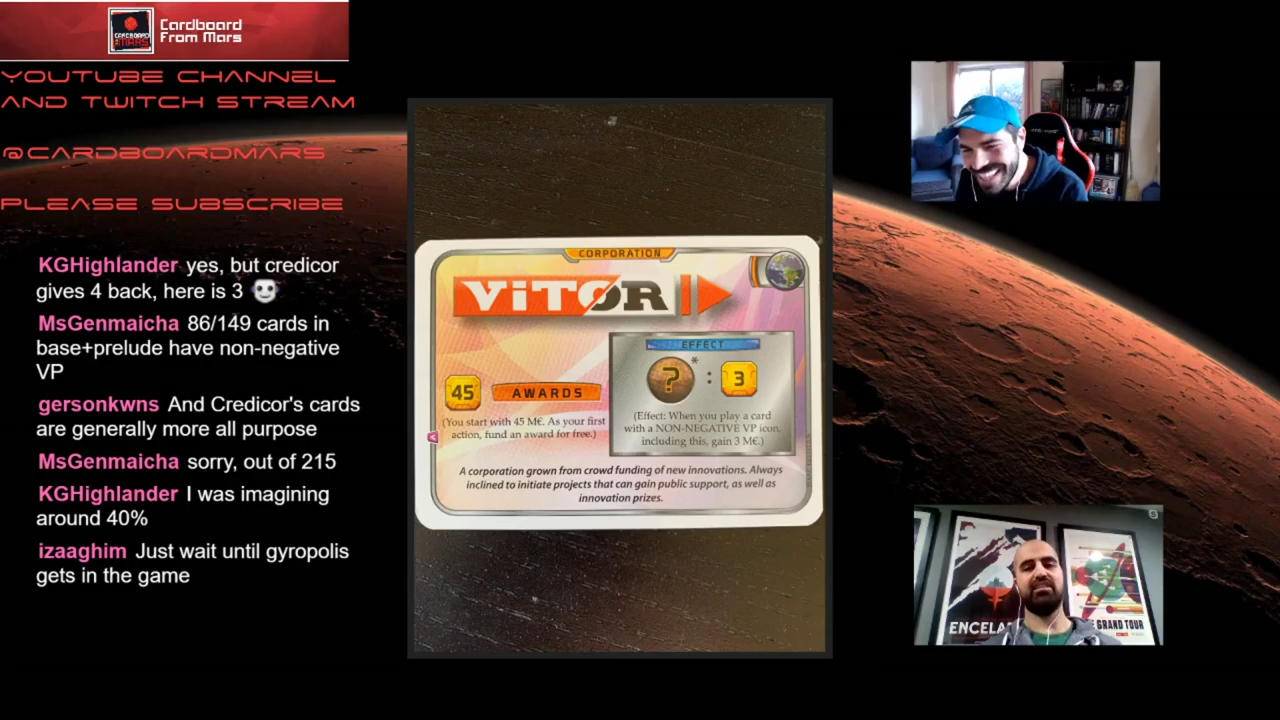 Cardboard
From Mars
YOUTUBE CHANNEL
AND TWITCH STREAM
@CARDBOARDMARS
PLEASE SUBSCRIBE
KGHighlander yes, but credicor
gives 4 back, here is 3
MsGenmaicha 86/149 cards in
base+prelude have non-negative
VP
gersonkwns And Credicor's cards
are generally more all purpose
MsGenmaicha sorry, out of 215
KGHighlander I was imagining
around 40%
izaaghim Just wait until gyropolis
gets in the game
CORPORATION
ViTOR
EFFECT
?* : 3
45 AWARDS
(You start with 45 M€. As your first
action, fund an award for free.)
(Effect: When you play a card
with a NON-NEGATIVE VP icon,
including this, gain 3 M€.)
A corporation grown from crowd funding of new innovations. Always
inclined to initiate projects that can gain public support, as well as
innovation prizes.
GRAND TOUR